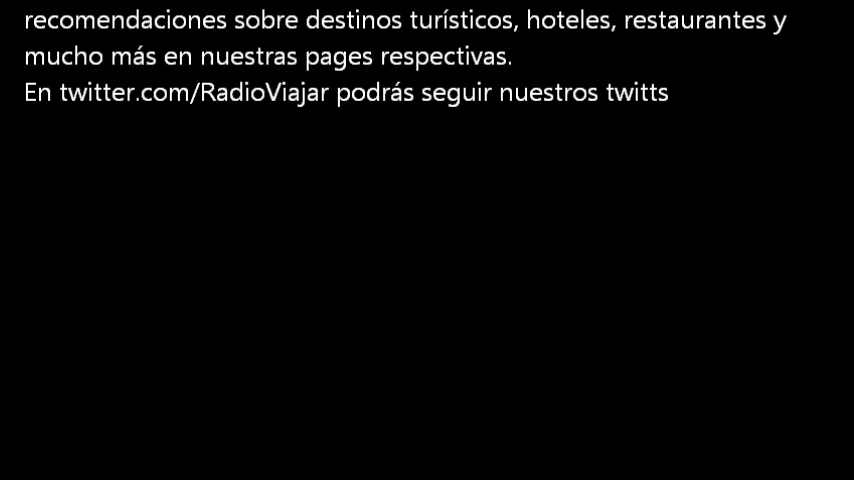 recomendaciones sobre destinos turísticos, hoteles, restaurantes y
mucho más en nuestras pages respectivas.
En twitter.com/RadioViajar podrás seguir nuestros twitts